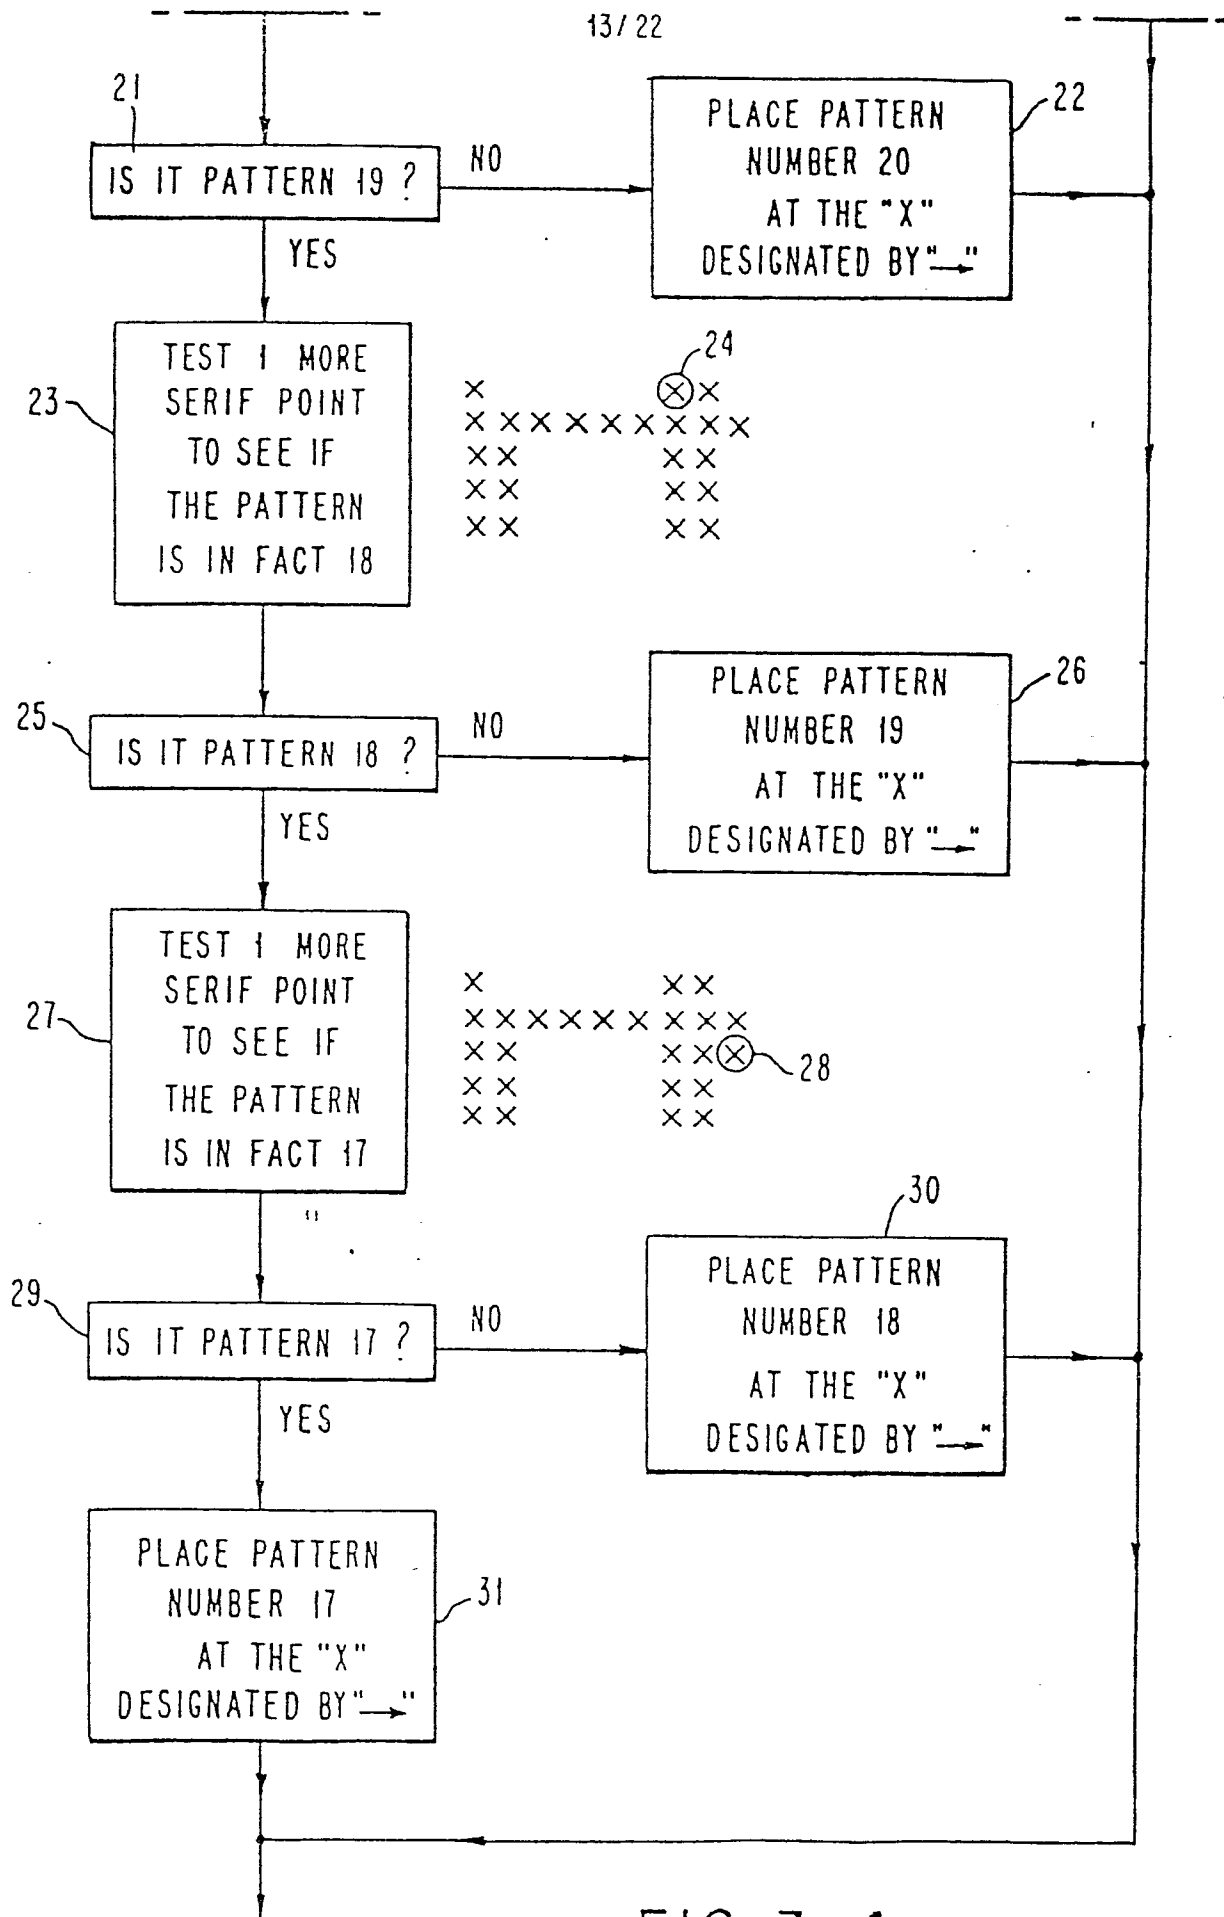 13/22
21
IS IT PATTERN 19 ?
NO
YES
PLACE PATTERN
NUMBER 20
AT THE "X"
DESIGNATED BY "→"
22
23
TEST 1 MORE
SERIF POINT
TO SEE IF
THE PATTERN
IS IN FACT 18
24
X X X
X X X X X X X X X
X X X X
X X X X
X X X X
25
IS IT PATTERN 18 ?
NO
YES
PLACE PATTERN
NUMBER 19
AT THE "X"
DESIGNATED BY "→"
26
27
TEST 1 MORE
SERIF POINT
TO SEE IF
THE PATTERN
IS IN FACT 17
X X X
X X X X X X X X X
X X X X X
X X X X
X X X X
28
29
IS IT PATTERN 17 ?
NO
YES
30
PLACE PATTERN
NUMBER 18
AT THE "X"
DESIGATED BY "→"
PLACE PATTERN
NUMBER 17
AT THE "X"
DESIGNATED BY "→"
31